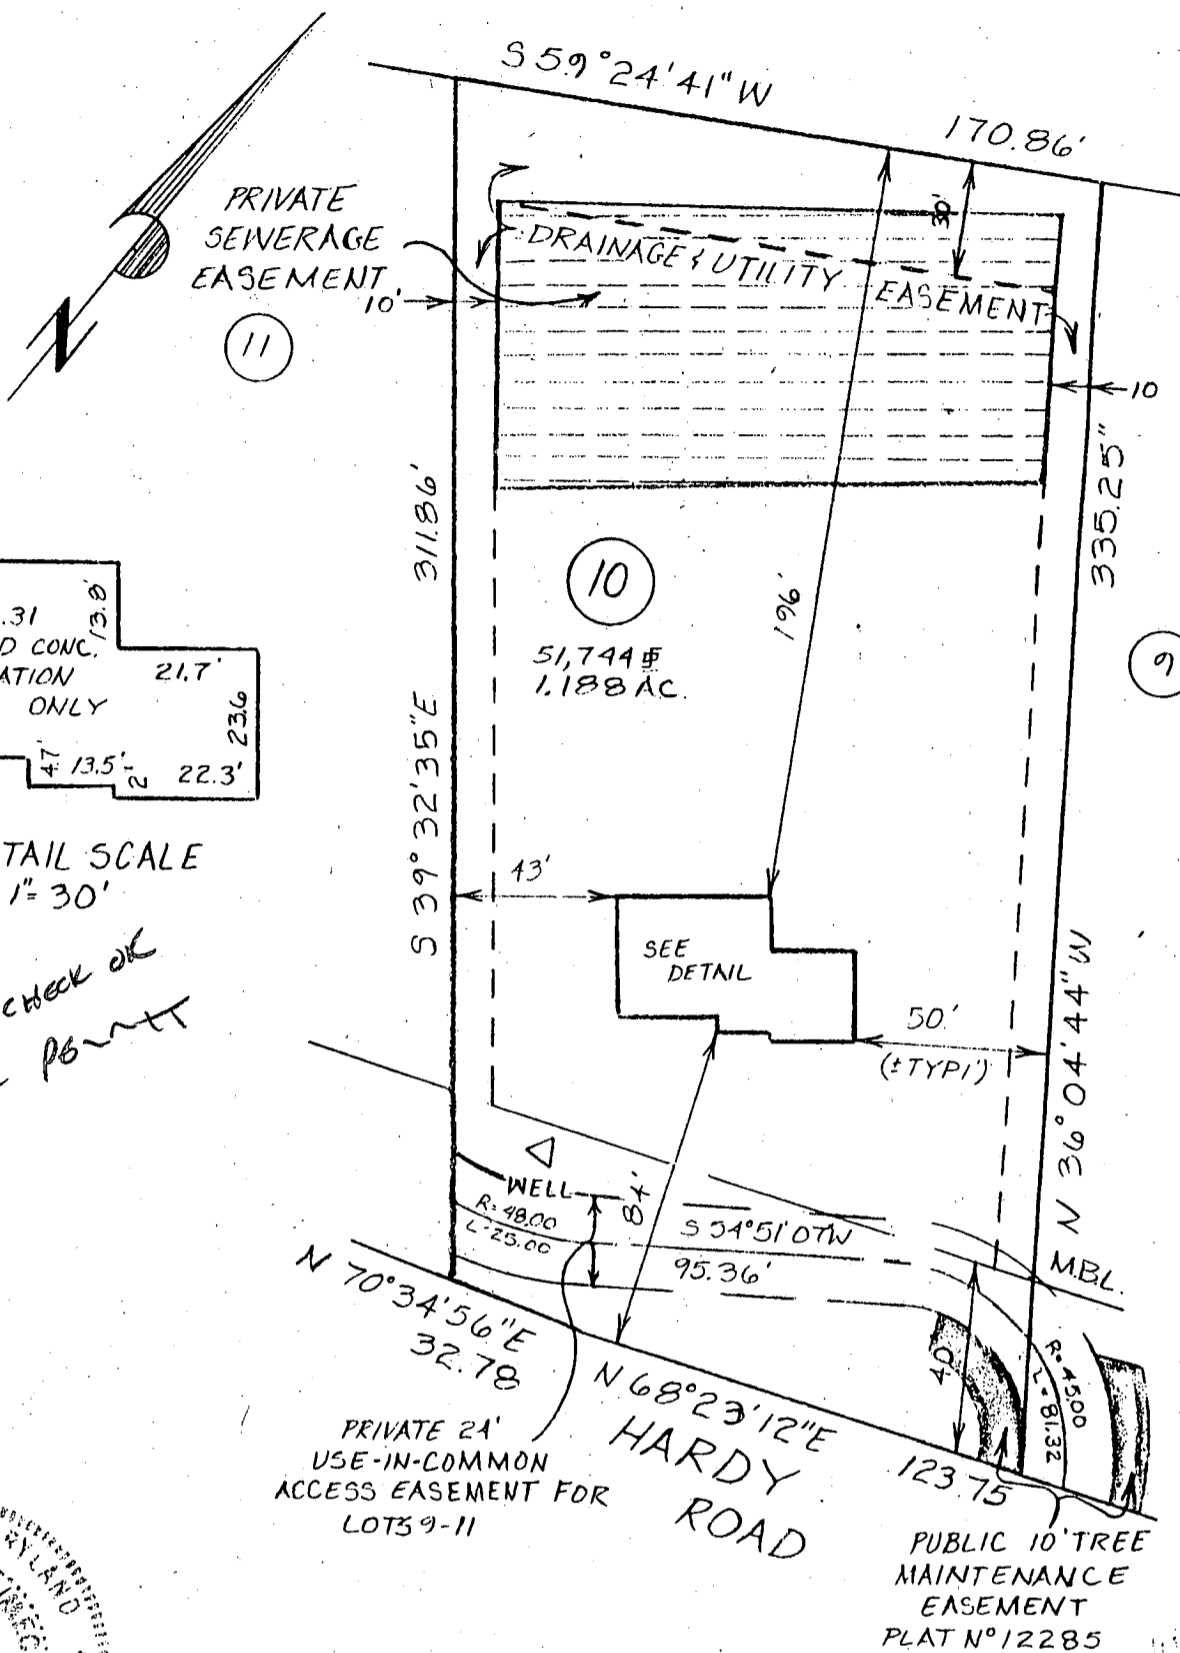 S 59° 24' 41" W
170.86'
PRIVATE
SEWERAGE
EASEMENT
10'
11
N
30'
DRAINAGE & UTILITY EASEMENT
10
311.86'
S 39° 32' 35" E
335.25"
N 36° 04' 44" W
10
51,744
1.188 AC.
196'
9
.31
13.8'
D CONC.
ATION
ONLY
21.7'
23.6
4.7'
13.5'
2'
22.3'
TAIL SCALE
1"= 30'
CHECK OK
43'
SEE
DETAIL
50'
84'
WELL
R=48.00
L=25.00
S 54° 51' 07" W
95.36'
M.B.L.
40'
R=45.00
L=81.32
N 70° 34' 56" E
32.78
N 68° 23' 12" E
123.75
HARDY
ROAD
PRIVATE 24'
USE-IN-COMMON
ACCESS EASEMENT FOR
LOTS 9-11
PUBLIC 10' TREE
MAINTENANCE
EASEMENT
PLAT Nº 12285
RYLAND